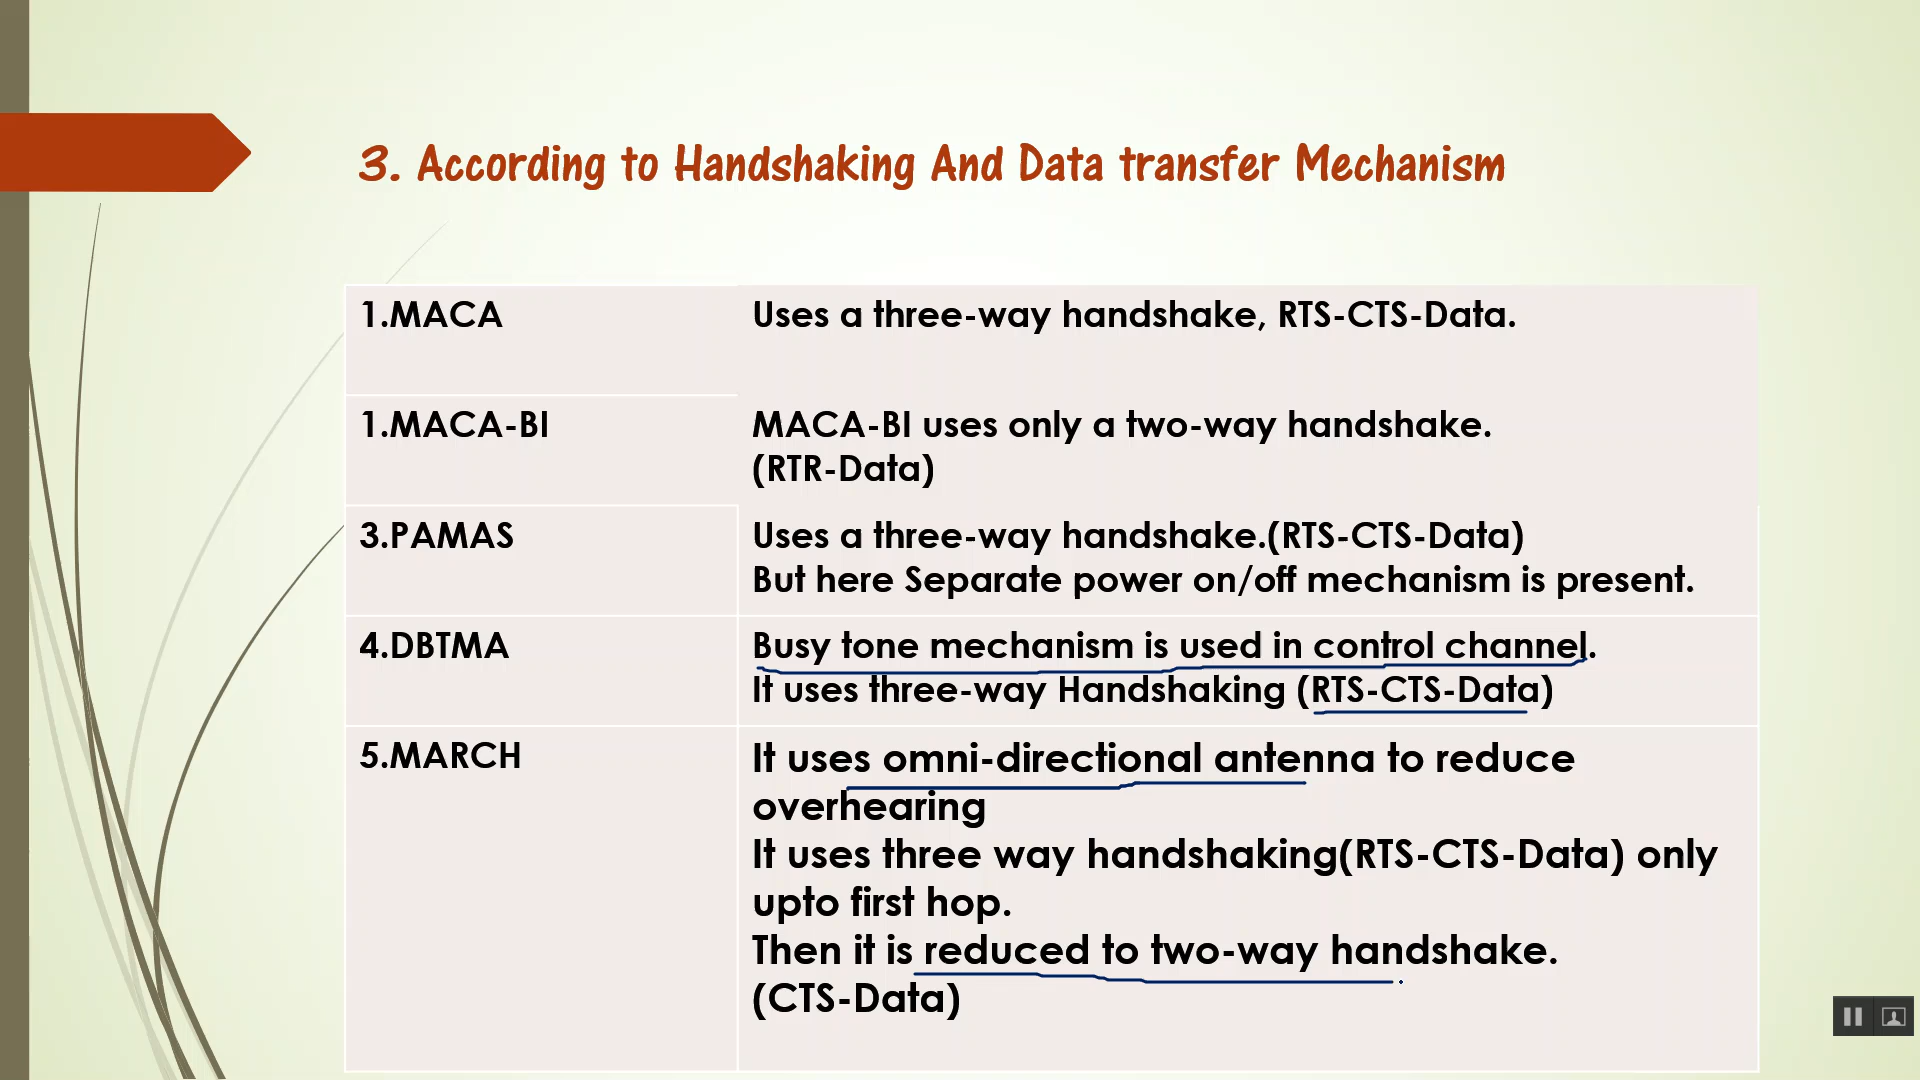 3. According to Handshaking And Data transfer Mechanism
1.MACA
Uses a three-way handshake, RTS-CTS-Data.
1.MACA-BI
MACA-BI uses only a two-way handshake.
(RTR-Data)
3.PAMAS
Uses a three-way handshake.(RTS-CTS-Data)
But here Separate power on/off mechanism is present.
4.DBTMA
Busy tone mechanism is used in control channel.
It uses three-way Handshaking (RTS-CTS-Data)
5.MARCH
It uses omni-directional antenna to reduce
overhearing
It uses three way handshaking(RTS-CTS-Data) only
upto first hop.
Then it is reduced to two-way handshake.
(CTS-Data)